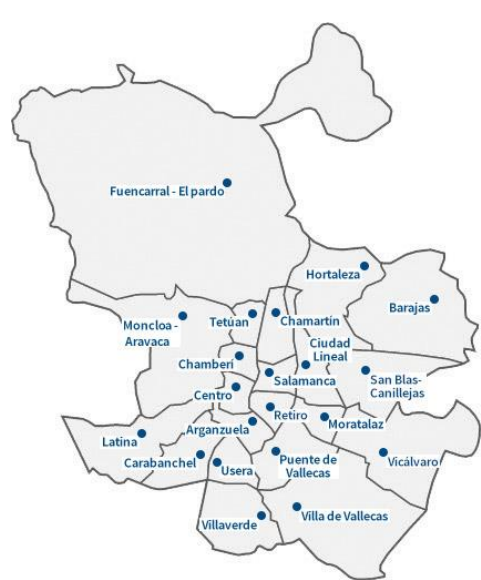 Fuencarral - El pardo
Hortaleza
Barajas
Moncloa -
Aravaca
Tetúan
Chamartín
Ciudad
Lineal
Chamberi
Salamanca
San Blas-
Canillejas
Centro
Retiro
Moratalaz
Arganzuela
Latina
Carabanchel
Usera
Puente de
Vallecas
Vicálvaro
Villaverde
Villa de Vallecas